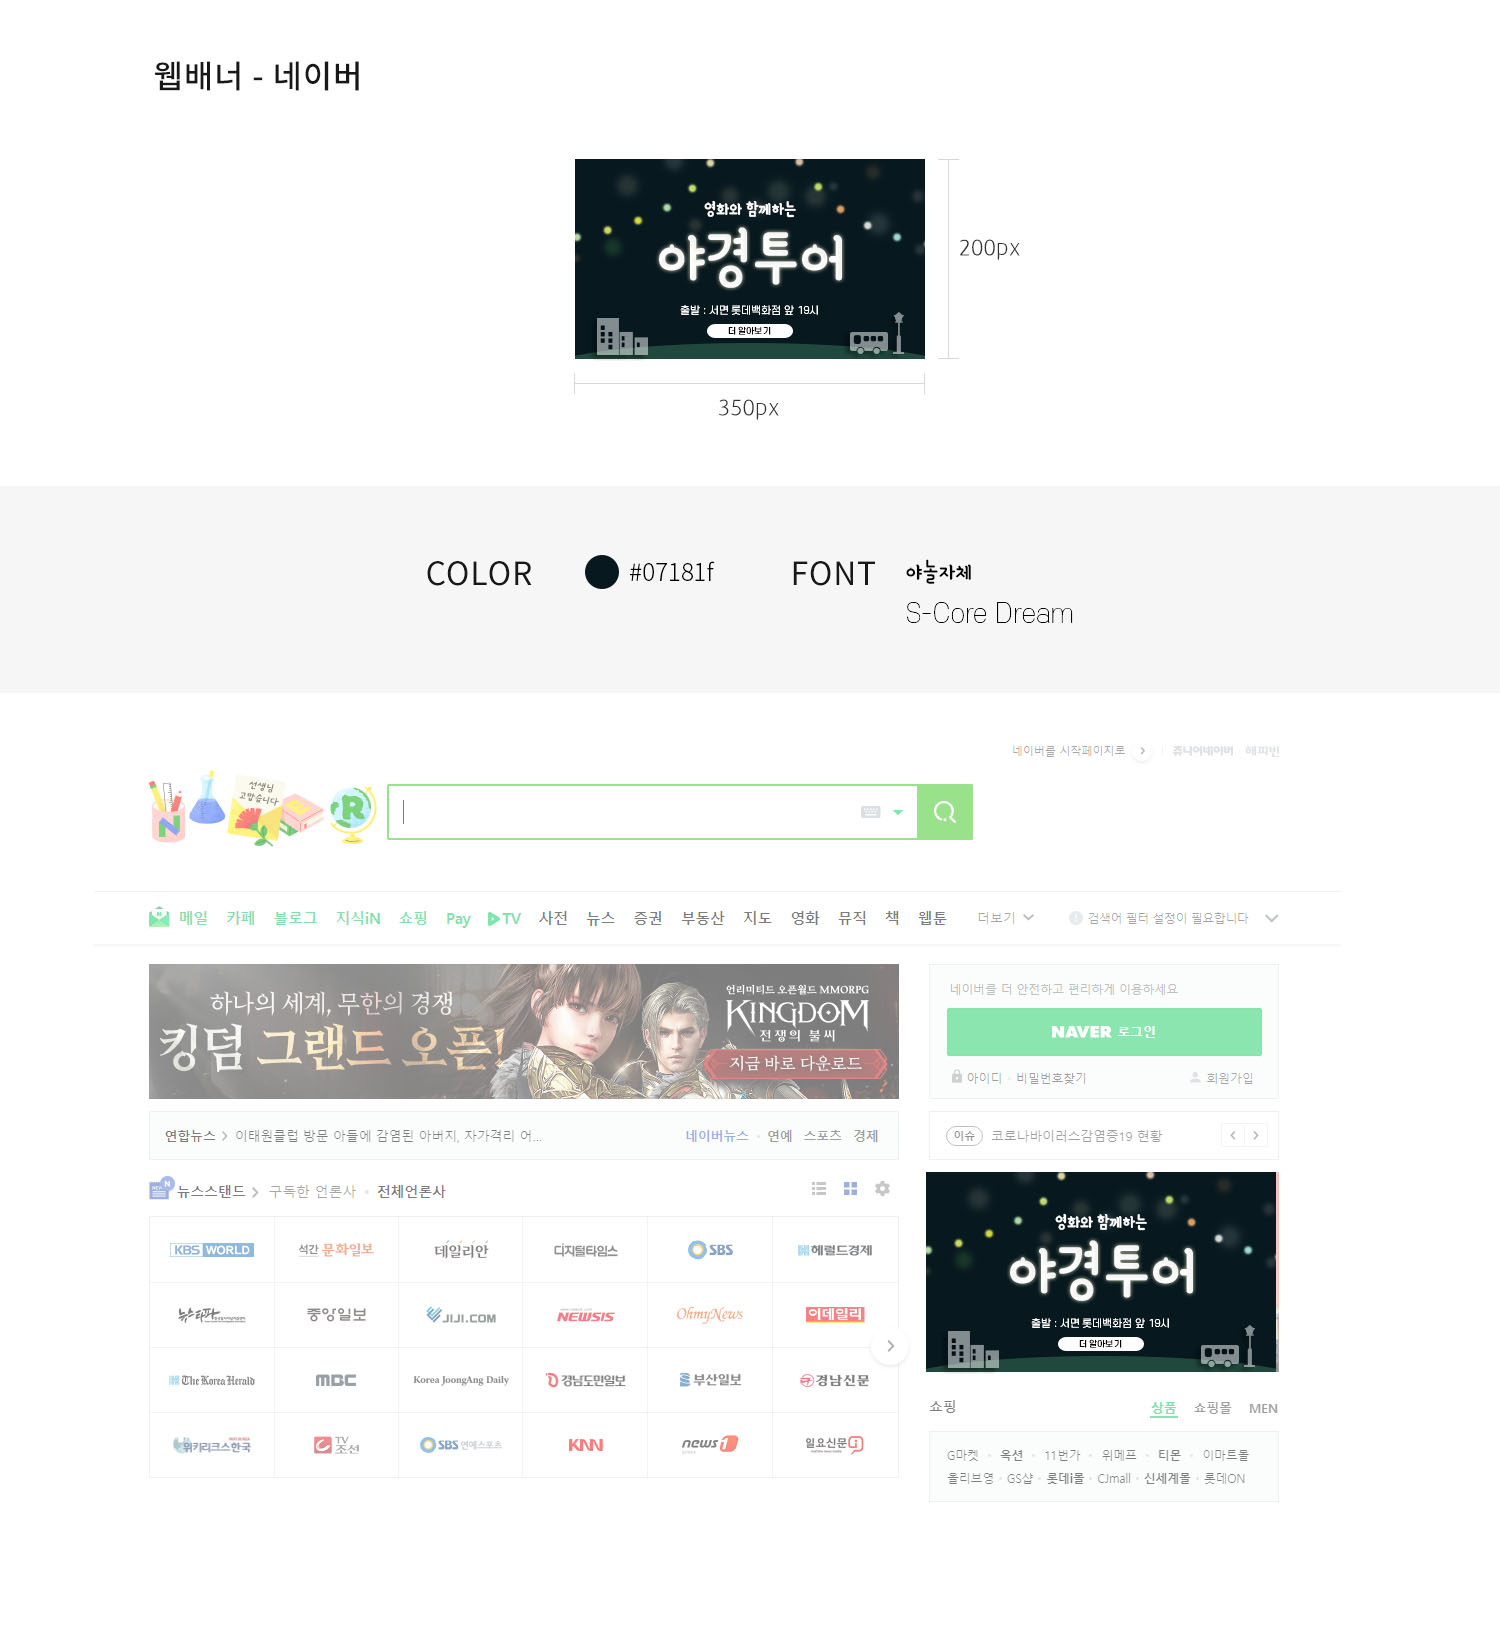 웹배너 - 네이버
영화와 함께하는
야경투어
출발 : 서면 롯데백화점 앞 19시
더 알아보기
200px
350px
COLOR
#07181f
FONT
야놀자체
S-Core Dream
네이버를 시작페이지로
쥬니어네이버 해피빈
선생님
고맙습니다
N
R
메일 카페 블로그 지식iN 쇼핑 Pay TV 사전 뉴스 증권 부동산 지도 영화 뮤직 책 웹툰 더보기
검색어 필터 설정이 필요합니다
하나의 세계, 무한의 경쟁
킹덤 그랜드 오픈!
언리미티드 오픈월드 MMORPG
KINGDOM
전쟁의 불씨
지금 바로 다운로드
네이버를 더 안전하고 편리하게 이용하세요
NAVER 로그인
아이디 · 비밀번호찾기 회원가입
연합뉴스 > 이태원클럽 방문 아들에 감염된 아버지, 자가격리 어...
네이버뉴스 · 연예 스포츠 경제
이슈 코로나바이러스감염증19 현황
뉴스스탠드 > 구독한 언론사 · 전체언론사
KBS WORLD 석간 문화일보 데일리안 디지털타임스 SBS 헤럴드경제
뉴스타파 중앙일보 JIJI.COM NEWSIS OhmyNews 이데일리
The Korea Herald MBC Korea JoongAng Daily 경남도민일보 부산일보 경남신문
위키리크스한국 TV조선 SBS 연예스포츠 KNN news1 일요신문
영화와 함께하는
야경투어
출발 : 서면 롯데백화점 앞 19시
더 알아보기
쇼핑
상품 쇼핑몰 MEN
G마켓 · 옥션 · 11번가 · 위메프 · 티몬 · 이마트몰
올리브영 · GS샵 · 롯데i몰 · CJmall · 신세계몰 · 롯데ON